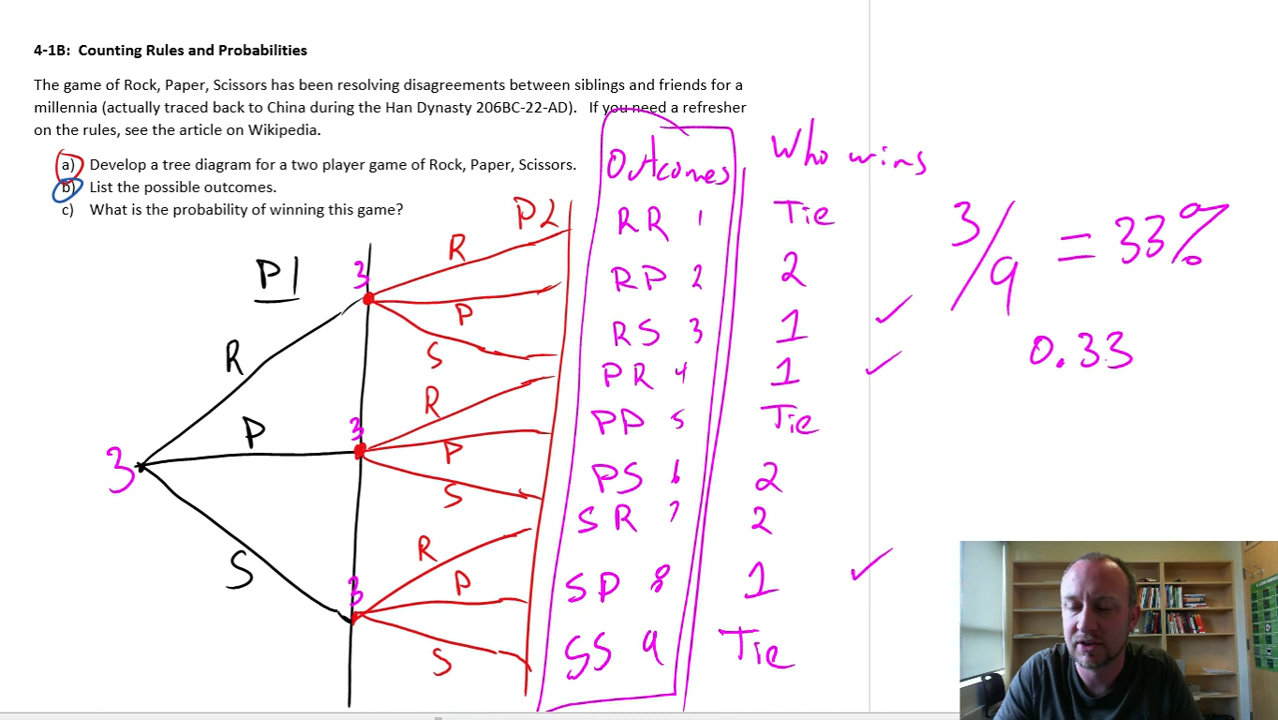 4-1B: Counting Rules and Probabilities
The game of Rock, Paper, Scissors has been resolving disagreements between siblings and friends for a
millennia (actually traced back to China during the Han Dynasty 206BC-22-AD). If you need a refresher
on the rules, see the article on Wikipedia.
a) Develop a tree diagram for a two player game of Rock, Paper, Scissors.
b) List the possible outcomes.
c) What is the probability of winning this game?
P1
P2
Outcomes
Who wins
3
R
P
S
3
R
P
S
3
R
P
S
3
R
P
S
RR 1 Tie
RP 2 2
RS 3 1 ✓
PR 4 1 ✓
PP 5 Tie
PS 6 2
SR 7 2
SP 8 1 ✓
SS 9 Tie
3/9 = 33%
0.33